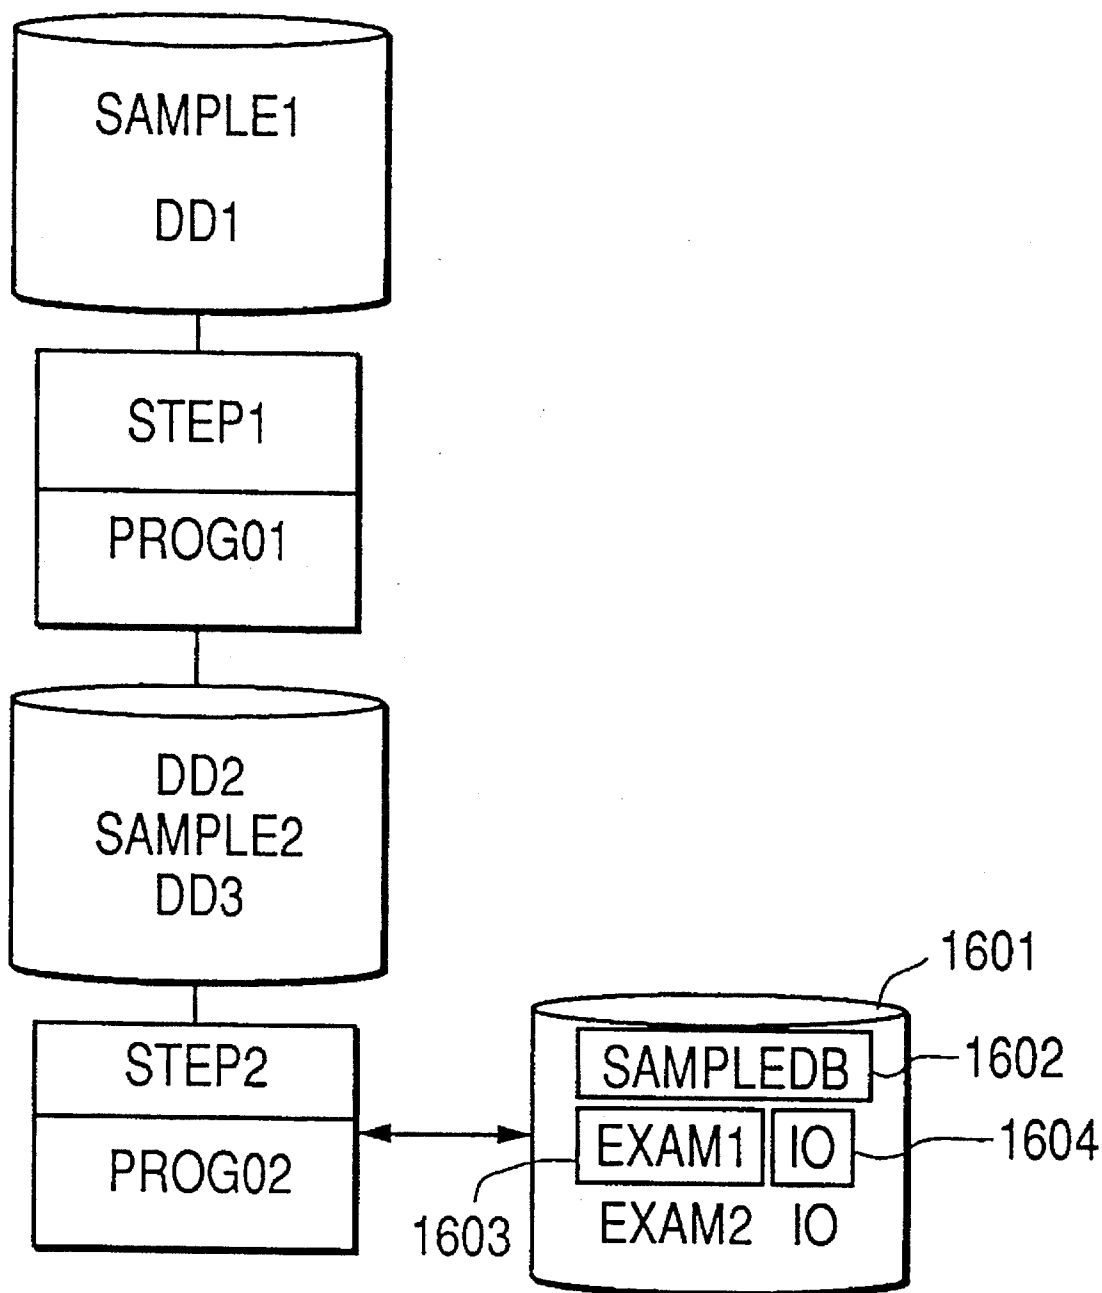 SAMPLE1
DD1
STEP1
PROG01
DD2
SAMPLE2
DD3
STEP2
PROG02
1601
SAMPLEDB
1602
EXAM1 IO
1604
1603
EXAM2 IO